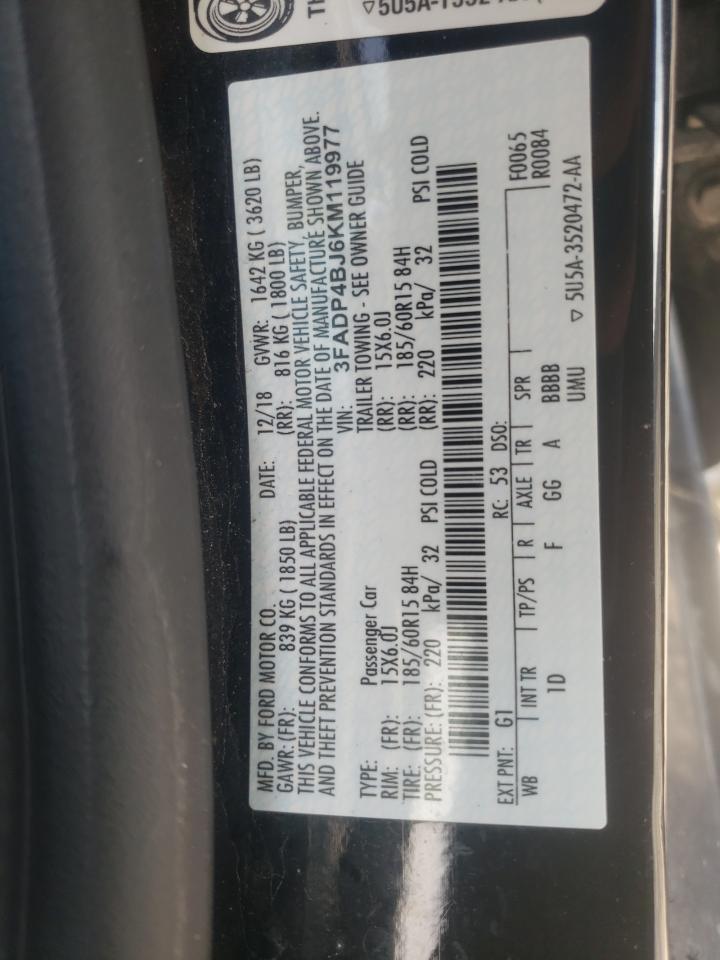 TH
▽5U5A-1532
MFD. BY FORD MOTOR CO. DATE: 12/18 GVWR: 1642 KG ( 3620 LB)
GAWR: (FR): 839 KG ( 1850 LB) (RR): 816 KG ( 1800 LB)
THIS VEHICLE CONFORMS TO ALL APPLICABLE FEDERAL MOTOR VEHICLE SAFETY, BUMPER,
AND THEFT PREVENTION STANDARDS IN EFFECT ON THE DATE OF MANUFACTURE SHOWN ABOVE.
VIN: 3FADP4BJ6KM119977
TYPE: Passenger Car TRAILER TOWING - SEE OWNER GUIDE
RIM: (FR): 15X6.0J (RR): 15X6.0J
TIRE: (FR): 185/60R15 84H (RR): 185/60R15 84H
PRESSURE: (FR): 220 kPa/ 32 PSI COLD (RR): 220 kPa/ 32 PSI COLD
EXT PNT: G1 RC: 53 DSO: F0065
WB INT TR TP/PS R AXLE TR SPR R0084
1D F GG A BBBB
UMU ▽ 5U5A-3520472-AA